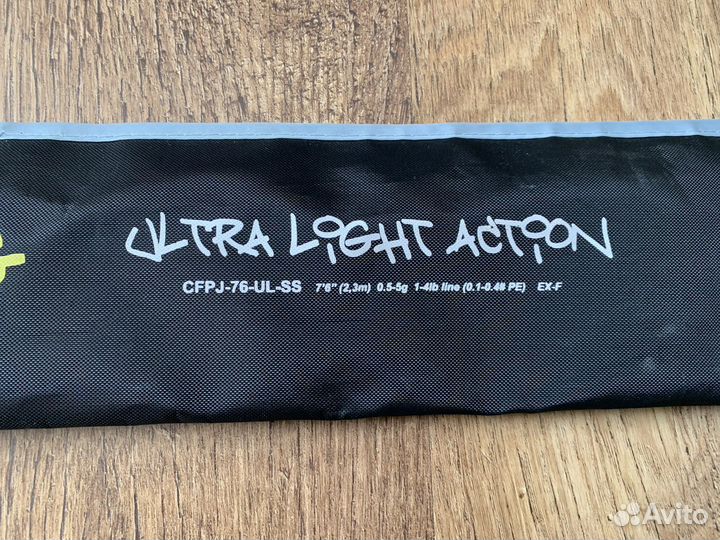 ULTRA LIGHT ACTION
CFPJ-76-UL-SS 7'6" (2,3m) 0.5-5g 1-4lb line (0.1-0.4# PE) EX-F
Avito